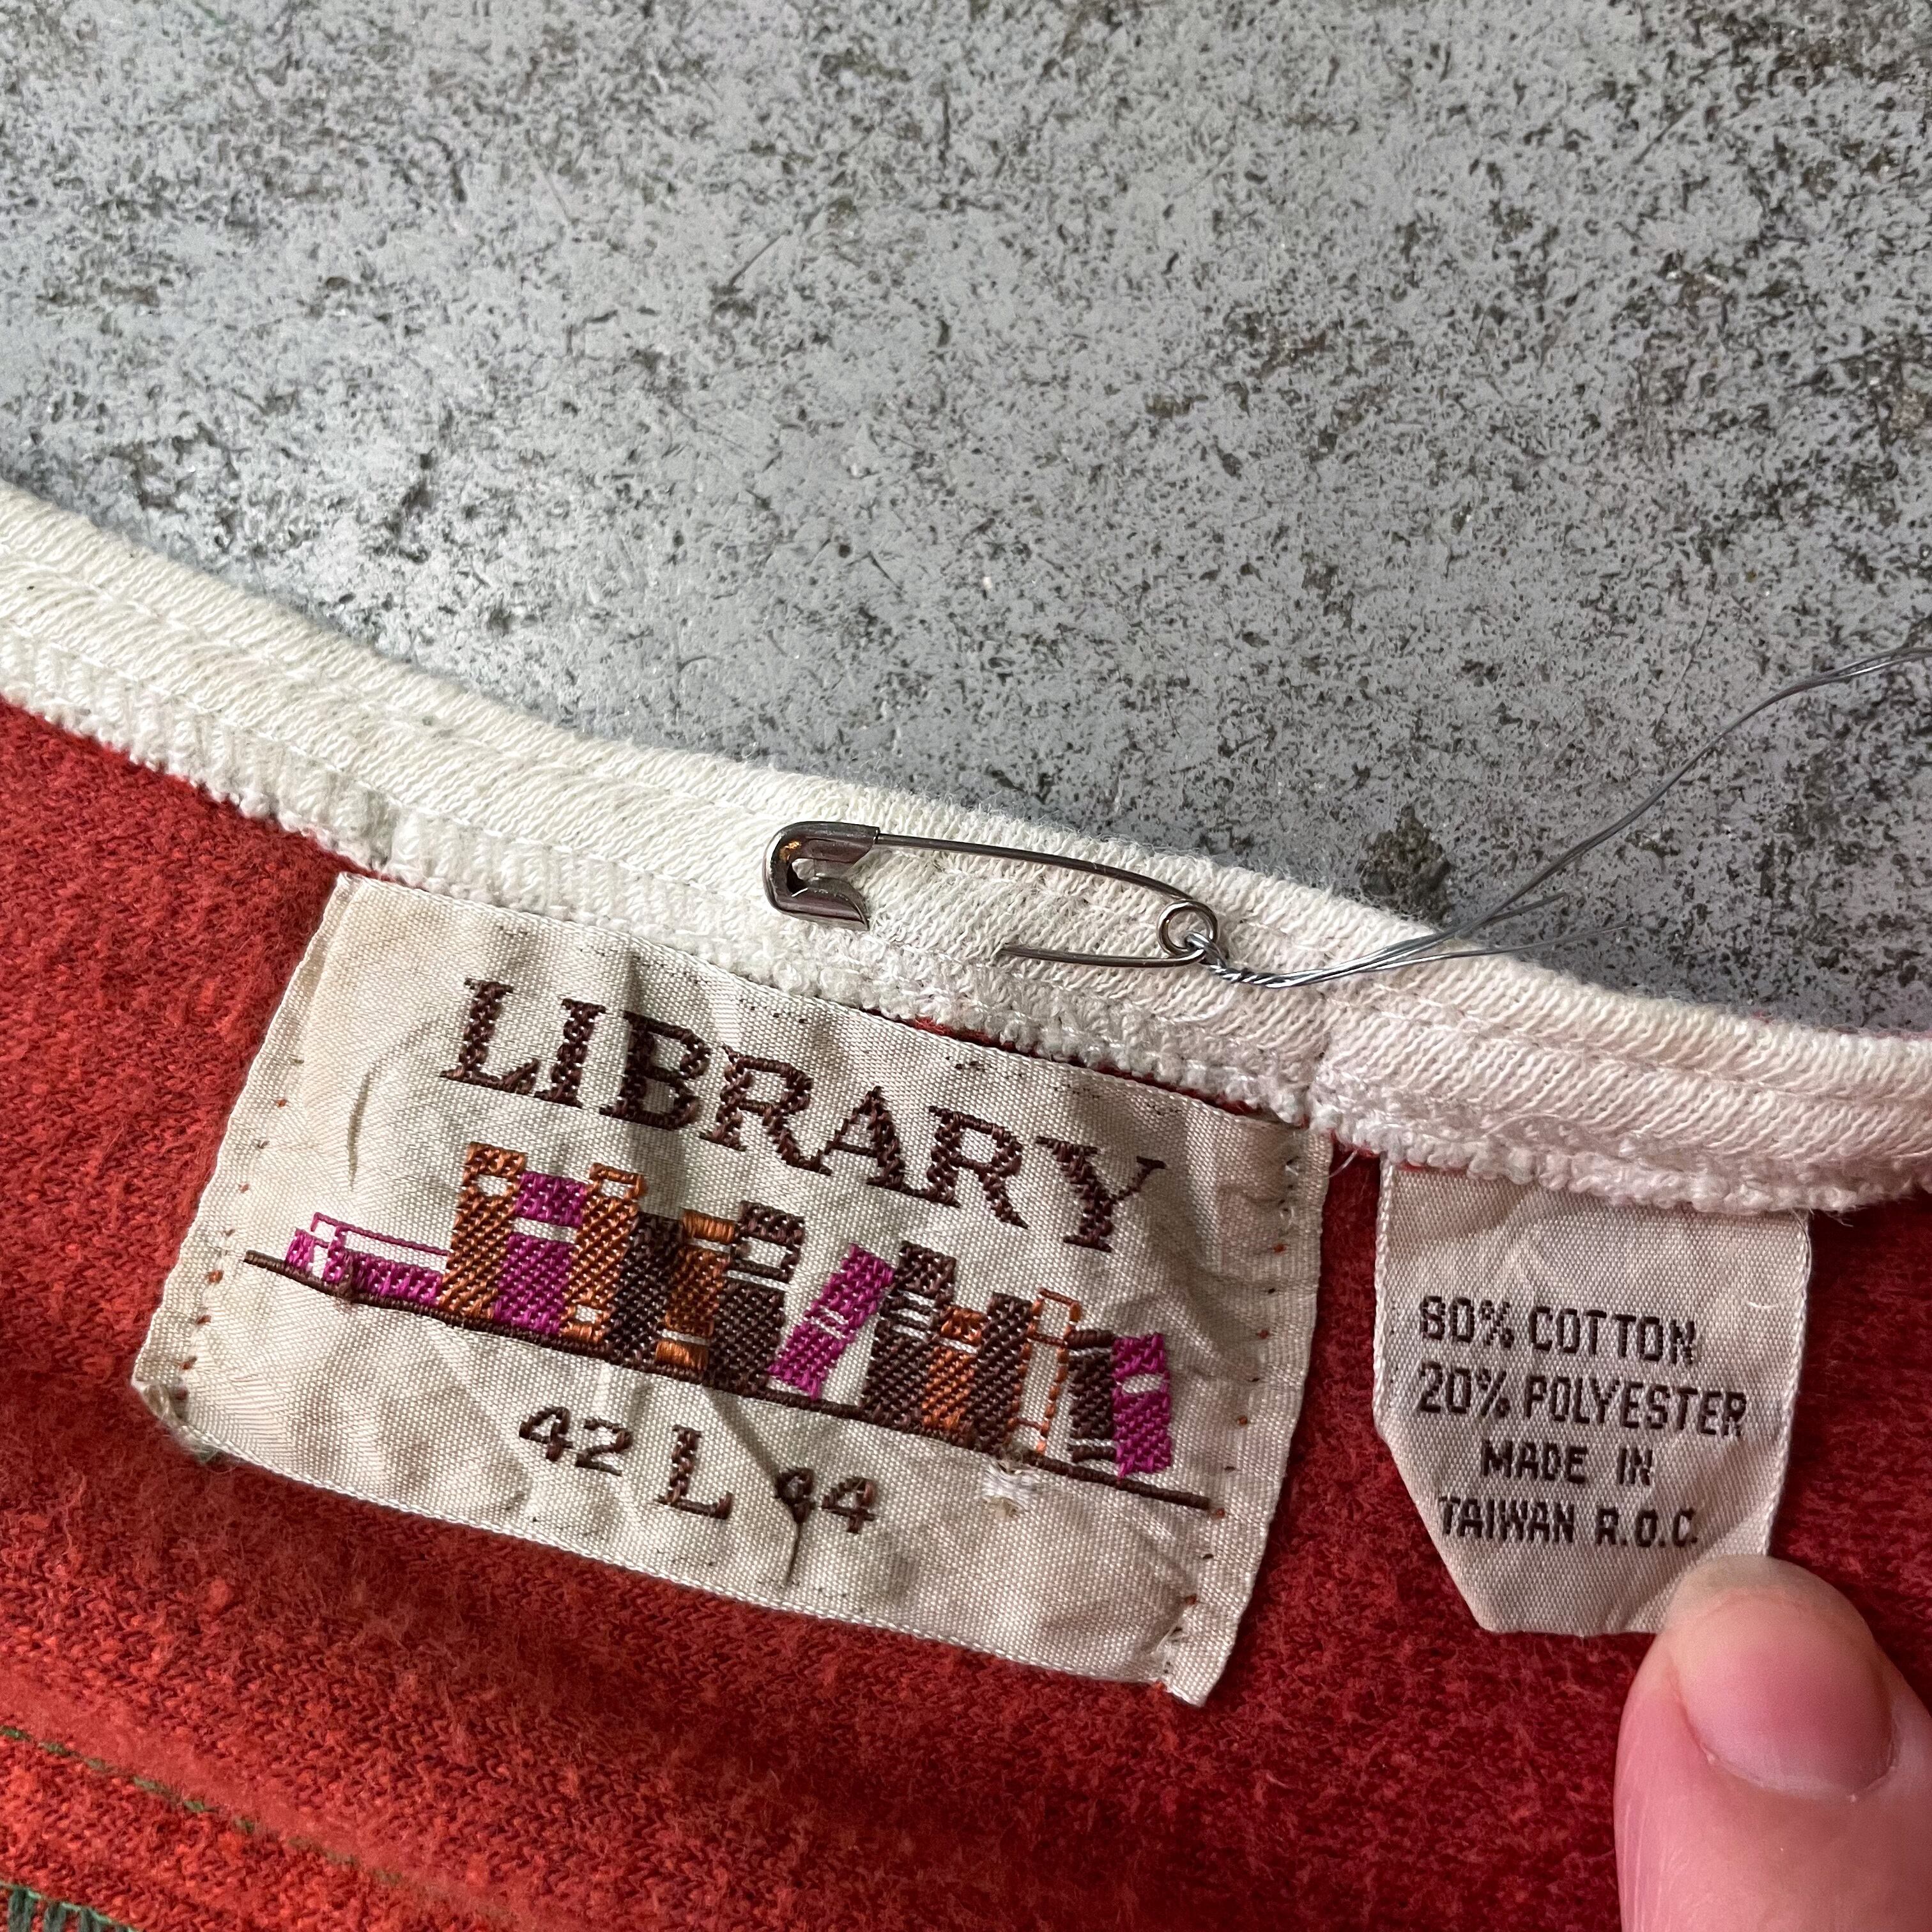 LIBRARY
42 L 44
80% COTTON
20% POLYESTER
MADE IN
TAIWAN R.O.C.